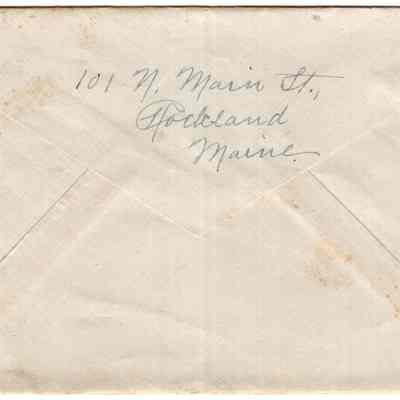 101 N. Main St.,
Rockland
Maine.